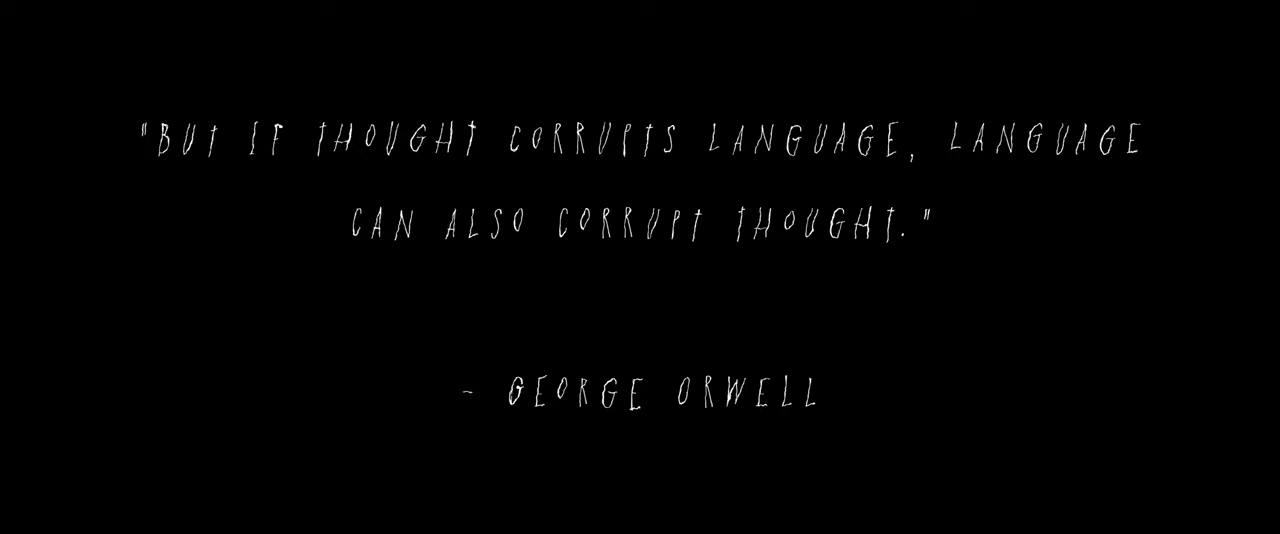 "BUT IF THOUGHT CORRUPTS LANGUAGE, LANGUAGE
CAN ALSO CORRUPT THOUGHT."
- GEORGE ORWELL